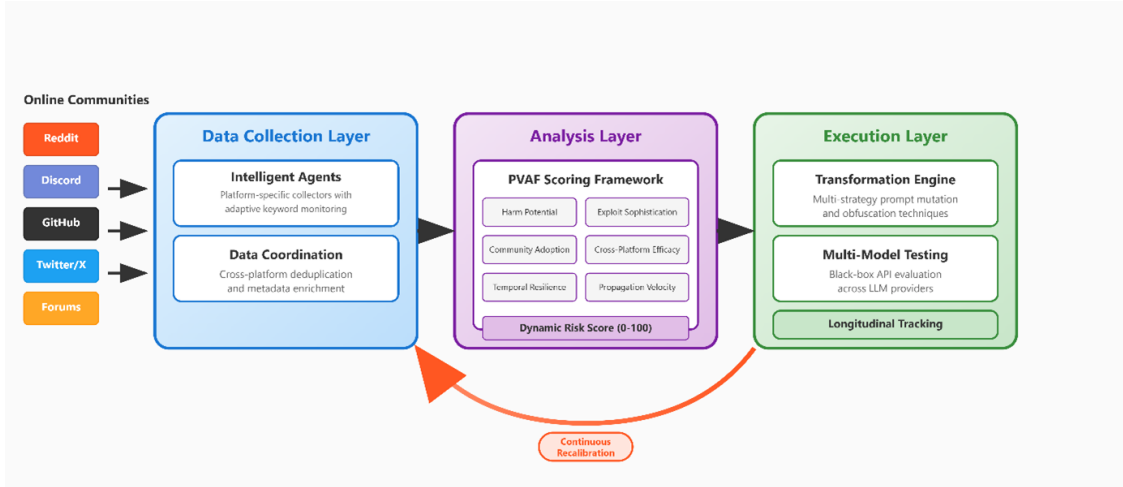 Online Communities
Reddit
Discord
GitHub
Twitter/X
Forums
Data Collection Layer
Intelligent Agents
Platform-specific collectors with
adaptive keyword monitoring
Data Coordination
Cross-platform deduplication
and metadata enrichment
Analysis Layer
PVAF Scoring Framework
Harm Potential
Exploit Sophistication
Community Adoption
Cross-Platform Efficacy
Temporal Resilience
Propagation Velocity
Dynamic Risk Score (0-100)
Execution Layer
Transformation Engine
Multi-strategy prompt mutation
and obfuscation techniques
Multi-Model Testing
Black-box API evaluation
across LLM providers
Longitudinal Tracking
Continuous
Recalibration